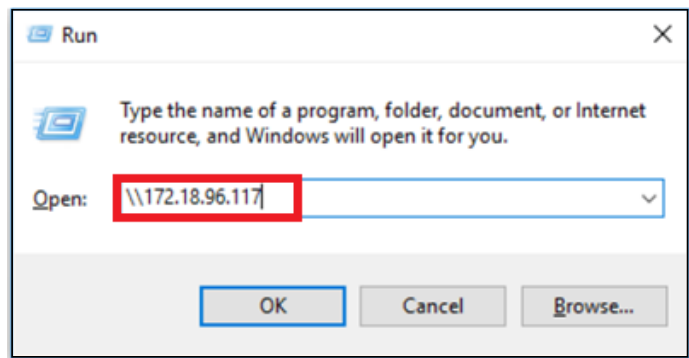 Run
Type the name of a program, folder, document, or Internet
resource, and Windows will open it for you.
Open: \\172.18.96.117
OK Cancel Browse...